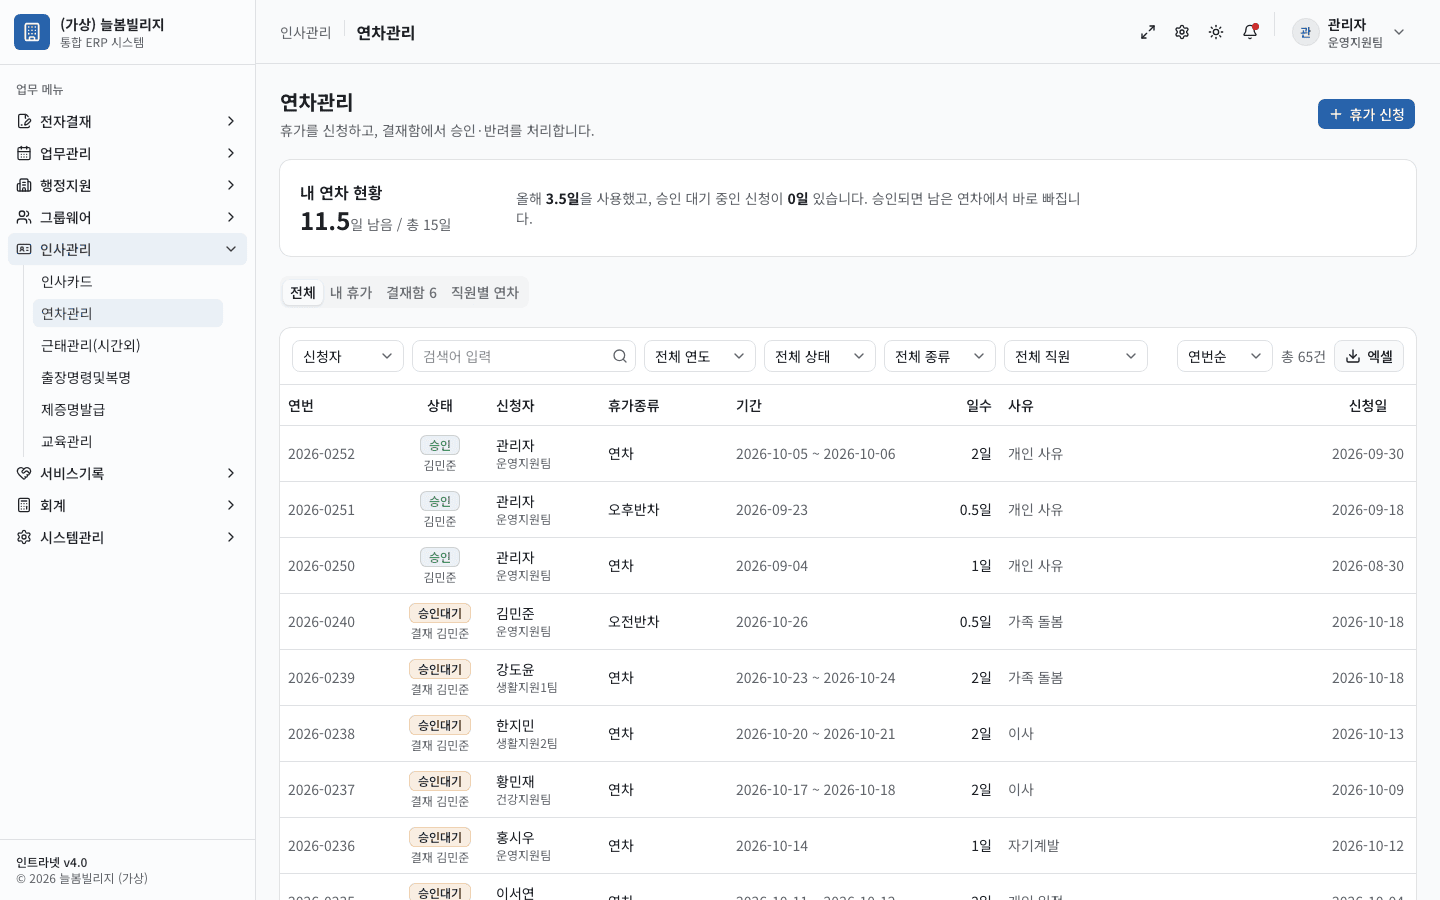 (가상) 늘봄빌리지
통합 ERP 시스템
업무 메뉴
전자결재
업무관리
행정지원
그룹웨어
인사관리
인사카드
연차관리
근태관리(시간외)
출장명령및복명
제증명발급
교육관리
서비스기록
회계
시스템관리
인트라넷 v4.0
© 2026 늘봄빌리지 (가상)
인사관리 연차관리
관 관리자
운영지원팀
연차관리
휴가를 신청하고, 결재함에서 승인·반려를 처리합니다.
휴가 신청
내 연차 현황
11.5일 남음 / 총 15일
올해 3.5일을 사용했고, 승인 대기 중인 신청이 0일 있습니다. 승인되면 남은 연차에서 바로 빠집니
다.
전체 내 휴가 결재함 6 직원별 연차
신청자 검색어 입력 전체 연도 전체 상태 전체 종류 전체 직원 연번순 총 65건 엑셀
연번 상태 신청자 휴가종류 기간 일수 사유 신청일
2026-0252 승인 김민준 관리자 운영지원팀 연차 2026-10-05 ~ 2026-10-06 2일 개인 사유 2026-09-30
2026-0251 승인 김민준 관리자 운영지원팀 오후반차 2026-09-23 0.5일 개인 사유 2026-09-18
2026-0250 승인 김민준 관리자 운영지원팀 연차 2026-09-04 1일 개인 사유 2026-08-30
2026-0240 승인대기 결재 김민준 김민준 운영지원팀 오전반차 2026-10-26 0.5일 가족 돌봄 2026-10-18
2026-0239 승인대기 결재 김민준 강도윤 생활지원1팀 연차 2026-10-23 ~ 2026-10-24 2일 가족 돌봄 2026-10-18
2026-0238 승인대기 결재 김민준 한지민 생활지원2팀 연차 2026-10-20 ~ 2026-10-21 2일 이사 2026-10-13
2026-0237 승인대기 결재 김민준 황민재 건강지원팀 연차 2026-10-17 ~ 2026-10-18 2일 이사 2026-10-09
2026-0236 승인대기 결재 김민준 홍시우 운영지원팀 연차 2026-10-14 1일 자기계발 2026-10-12
승인대기 이서연